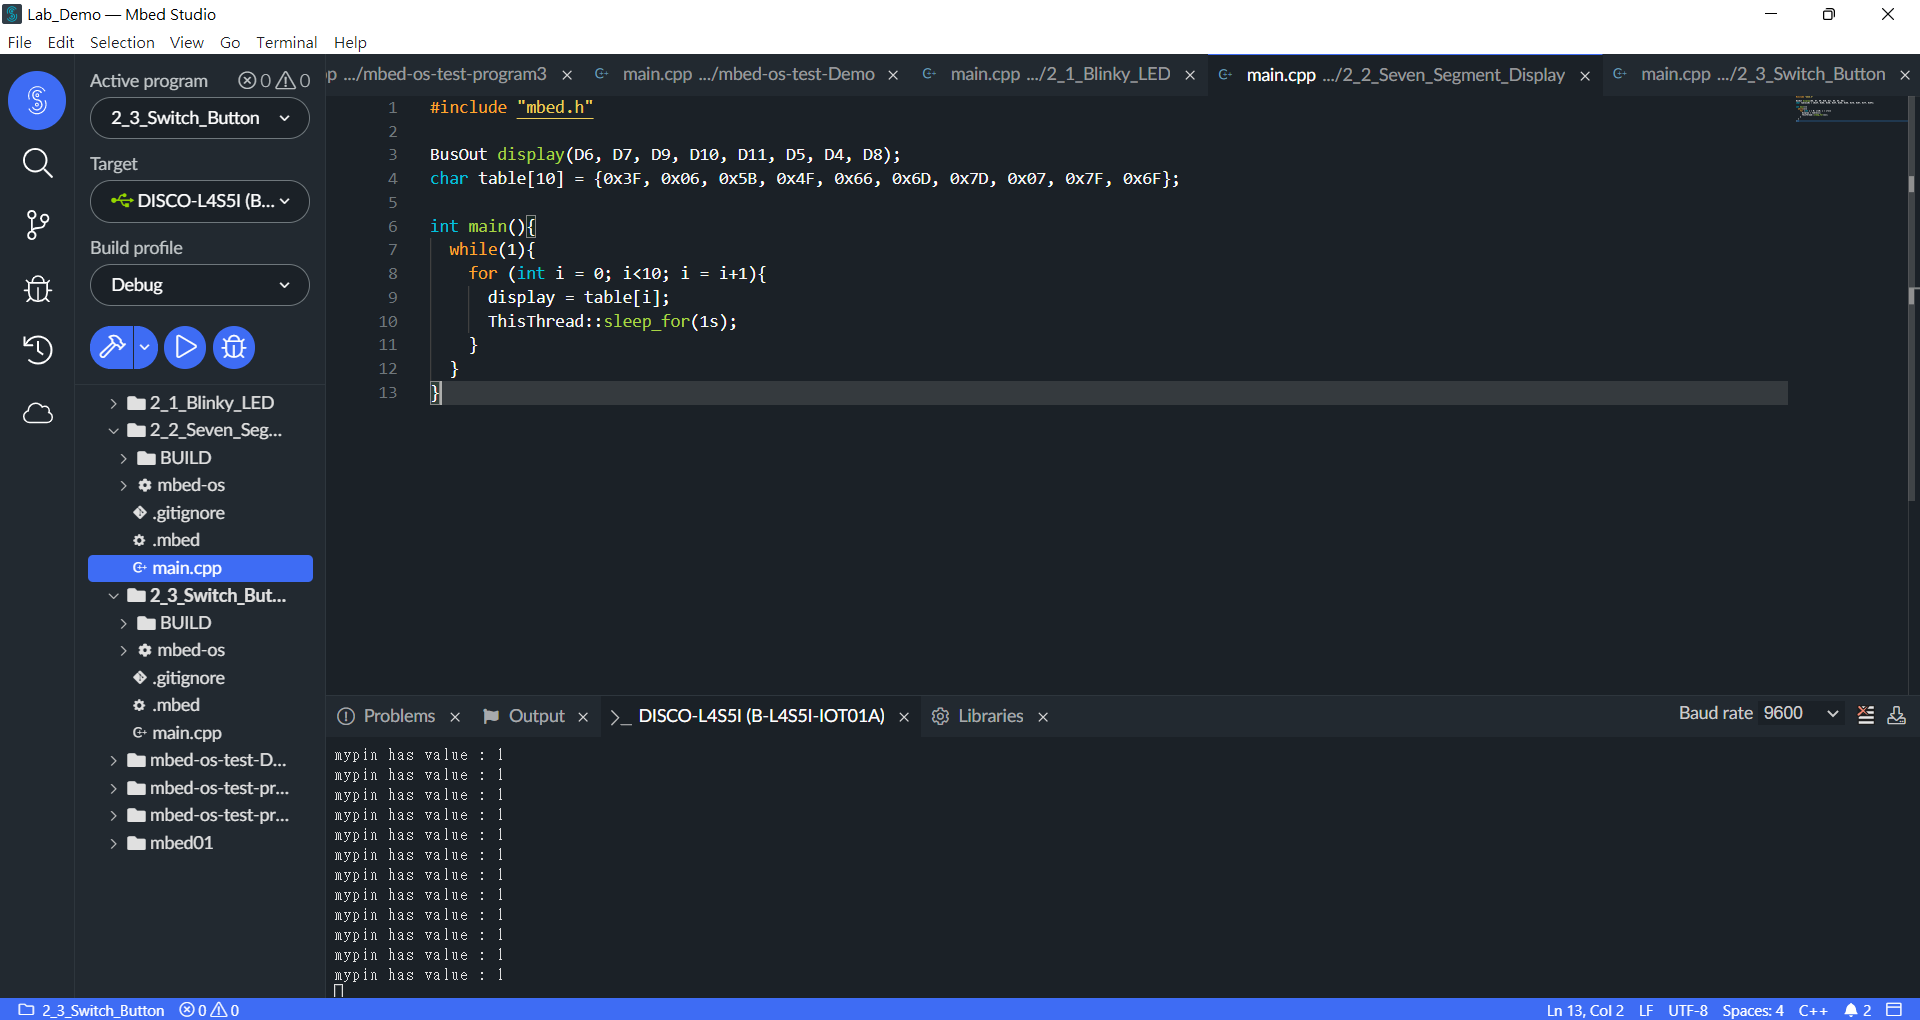 Lab_Demo — Mbed Studio
File Edit Selection View Go Terminal Help
Active program 0 0
2_3_Switch_Button
Target
DISCO-L4S5I (B...
Build profile
Debug
2_1_Blinky_LED
2_2_Seven_Seg...
BUILD
mbed-os
.gitignore
.mbed
main.cpp
2_3_Switch_But...
BUILD
mbed-os
.gitignore
.mbed
main.cpp
mbed-os-test-D...
mbed-os-test-pr...
mbed-os-test-pr...
mbed01
p .../mbed-os-test-program3 main.cpp .../mbed-os-test-Demo main.cpp .../2_1_Blinky_LED main.cpp .../2_2_Seven_Segment_Display main.cpp .../2_3_Switch_Button
1 #include "mbed.h"
2
3 BusOut display(D6, D7, D9, D10, D11, D5, D4, D8);
4 char table[10] = {0x3F, 0x06, 0x5B, 0x4F, 0x66, 0x6D, 0x7D, 0x07, 0x7F, 0x6F};
5
6 int main(){
7 while(1){
8 for (int i = 0; i<10; i = i+1){
9 display = table[i];
10 ThisThread::sleep_for(1s);
11 }
12 }
13 }
Problems Output >_ DISCO-L4S5I (B-L4S5I-IOT01A) Libraries Baud rate 9600
mypin has value : 1
mypin has value : 1
mypin has value : 1
mypin has value : 1
mypin has value : 1
mypin has value : 1
mypin has value : 1
mypin has value : 1
mypin has value : 1
mypin has value : 1
mypin has value : 1
mypin has value : 1
2_3_Switch_Button 0 0 Ln 13, Col 2 LF UTF-8 Spaces: 4 C++ 2